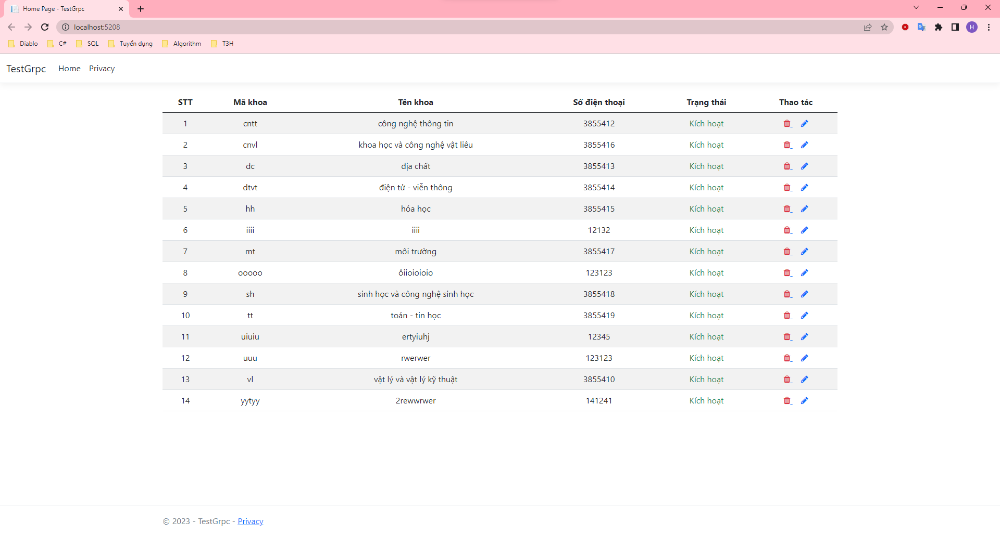 Home Page - TestGrpc
localhost:5208
H
Diablo C# SQL Tuyển dụng Algorithm T3H
TestGrpc Home Privacy
STT Mã khoa Tên khoa Số điện thoại Trạng thái Thao tác
1 cntt công nghệ thông tin 3855412 Kích hoạt
2 cnvl khoa học và công nghệ vật liêu 3855416 Kích hoạt
3 dc địa chất 3855413 Kích hoạt
4 dtvt điện tử - viễn thông 3855414 Kích hoạt
5 hh hóa học 3855415 Kích hoạt
6 iiii iiii 12132 Kích hoạt
7 mt môi trường 3855417 Kích hoạt
8 ooooo ôiioioioio 123123 Kích hoạt
9 sh sinh học và công nghệ sinh học 3855418 Kích hoạt
10 tt toán - tin học 3855419 Kích hoạt
11 uiuiu ertyiuhj 12345 Kích hoạt
12 uuu rwerwer 123123 Kích hoạt
13 vl vật lý và vật lý kỹ thuật 3855410 Kích hoạt
14 yytyy 2rewwrwer 141241 Kích hoạt
© 2023 - TestGrpc - Privacy